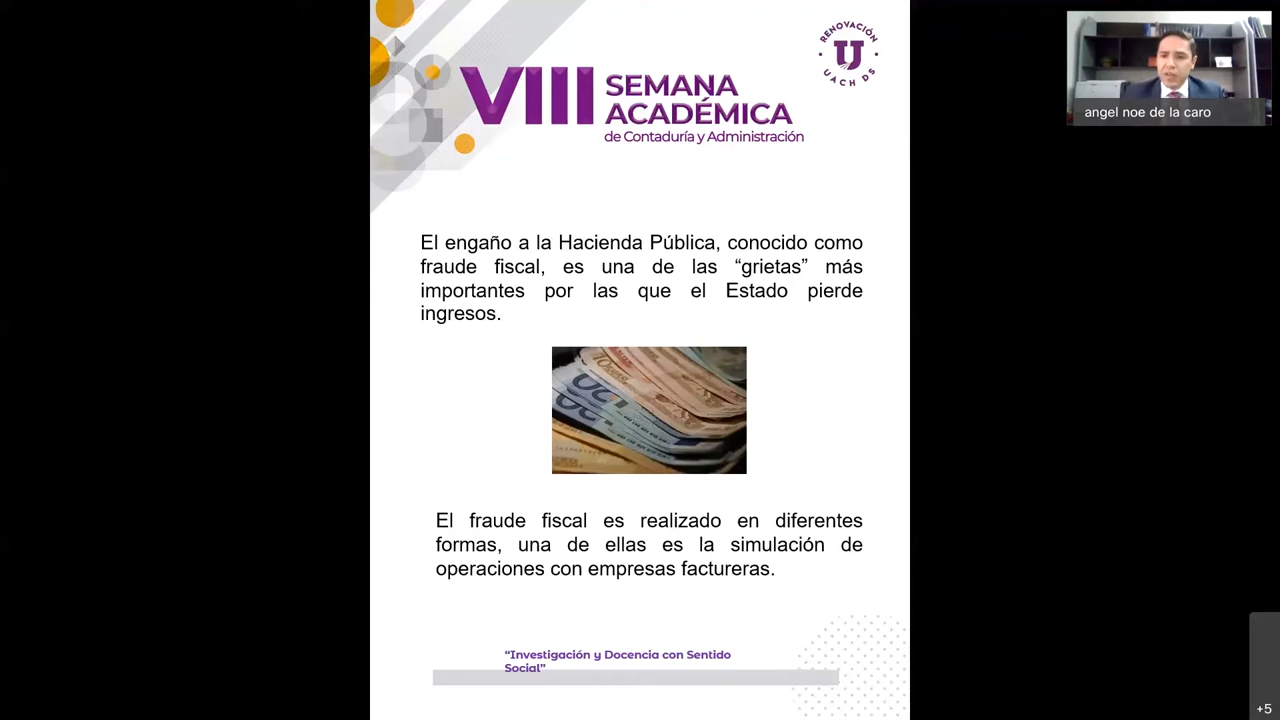 VIII SEMANA
ACADÉMICA
de Contaduría y Administración
RENOVACIÓN
U
UACH DS
angel noe de la caro
El engaño a la Hacienda Pública, conocido como
fraude fiscal, es una de las “grietas” más
importantes por las que el Estado pierde
ingresos.
El fraude fiscal es realizado en diferentes
formas, una de ellas es la simulación de
operaciones con empresas factureras.
“Investigación y Docencia con Sentido
Social”
+5